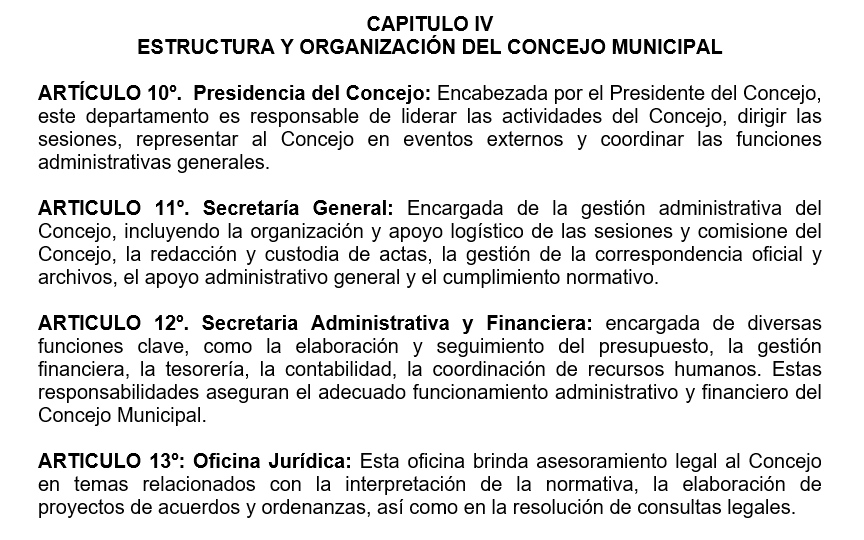 CAPITULO IV
ESTRUCTURA Y ORGANIZACIÓN DEL CONCEJO MUNICIPAL
ARTÍCULO 10º. Presidencia del Concejo: Encabezada por el Presidente del Concejo,
este departamento es responsable de liderar las actividades del Concejo, dirigir las
sesiones, representar al Concejo en eventos externos y coordinar las funciones
administrativas generales.
ARTICULO 11º. Secretaría General: Encargada de la gestión administrativa del
Concejo, incluyendo la organización y apoyo logístico de las sesiones y comisione del
Concejo, la redacción y custodia de actas, la gestión de la correspondencia oficial y
archivos, el apoyo administrativo general y el cumplimiento normativo.
ARTICULO 12º. Secretaria Administrativa y Financiera: encargada de diversas
funciones clave, como la elaboración y seguimiento del presupuesto, la gestión
financiera, la tesorería, la contabilidad, la coordinación de recursos humanos. Estas
responsabilidades aseguran el adecuado funcionamiento administrativo y financiero del
Concejo Municipal.
ARTICULO 13º: Oficina Jurídica: Esta oficina brinda asesoramiento legal al Concejo
en temas relacionados con la interpretación de la normativa, la elaboración de
proyectos de acuerdos y ordenanzas, así como en la resolución de consultas legales.